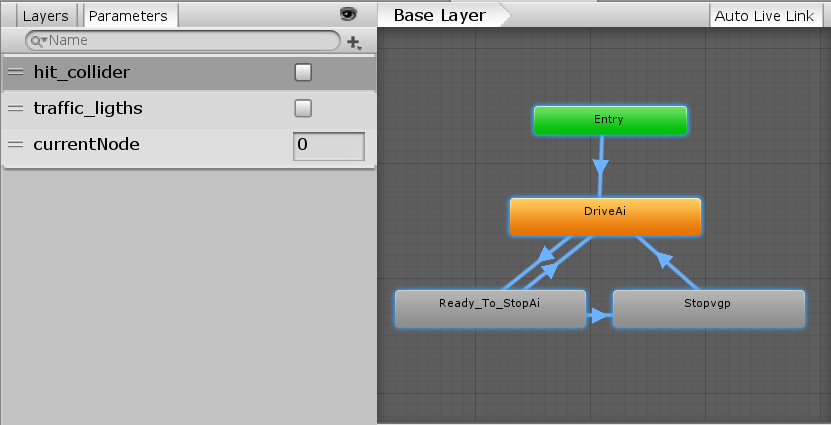 Layers Parameters
Base Layer Auto Live Link
Name
hit_collider
traffic_ligths
currentNode 0
Entry
DriveAi
Ready_To_StopAi Stopvgp